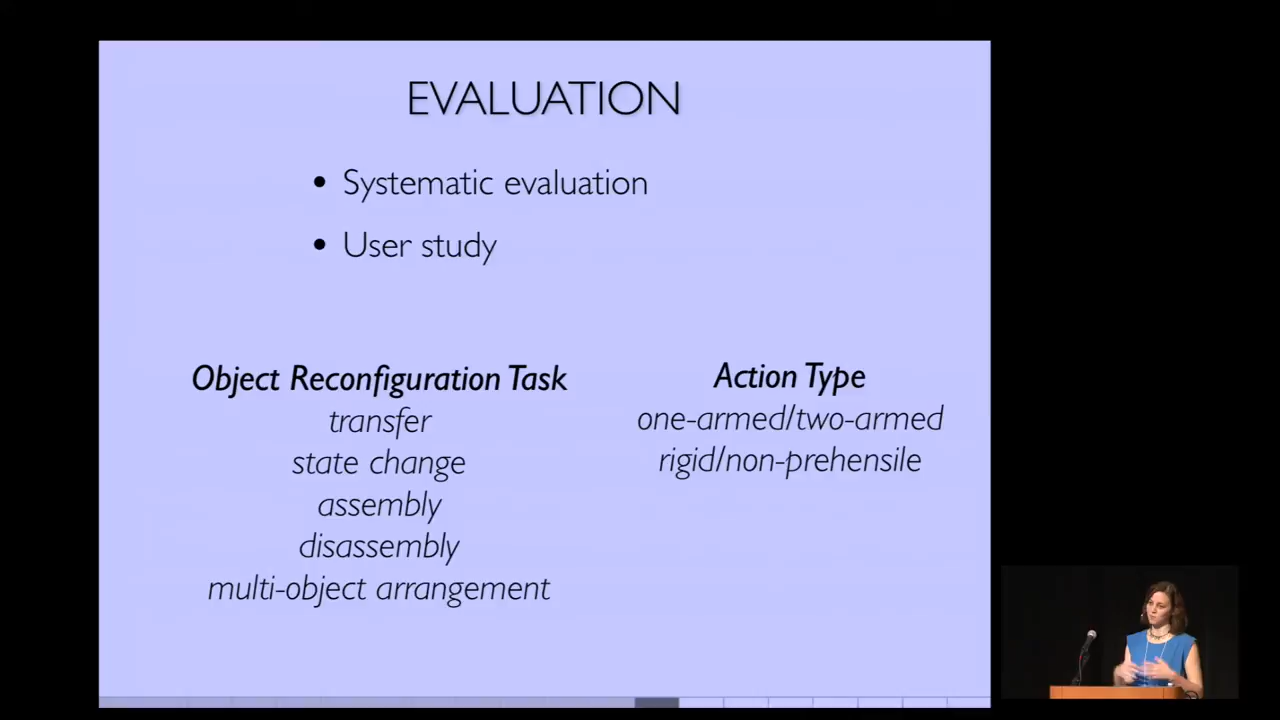 EVALUATION
• Systematic evaluation
• User study
Object Reconfiguration Task
transfer
state change
assembly
disassembly
multi-object arrangement
Action Type
one-armed/two-armed
rigid/non-prehensile